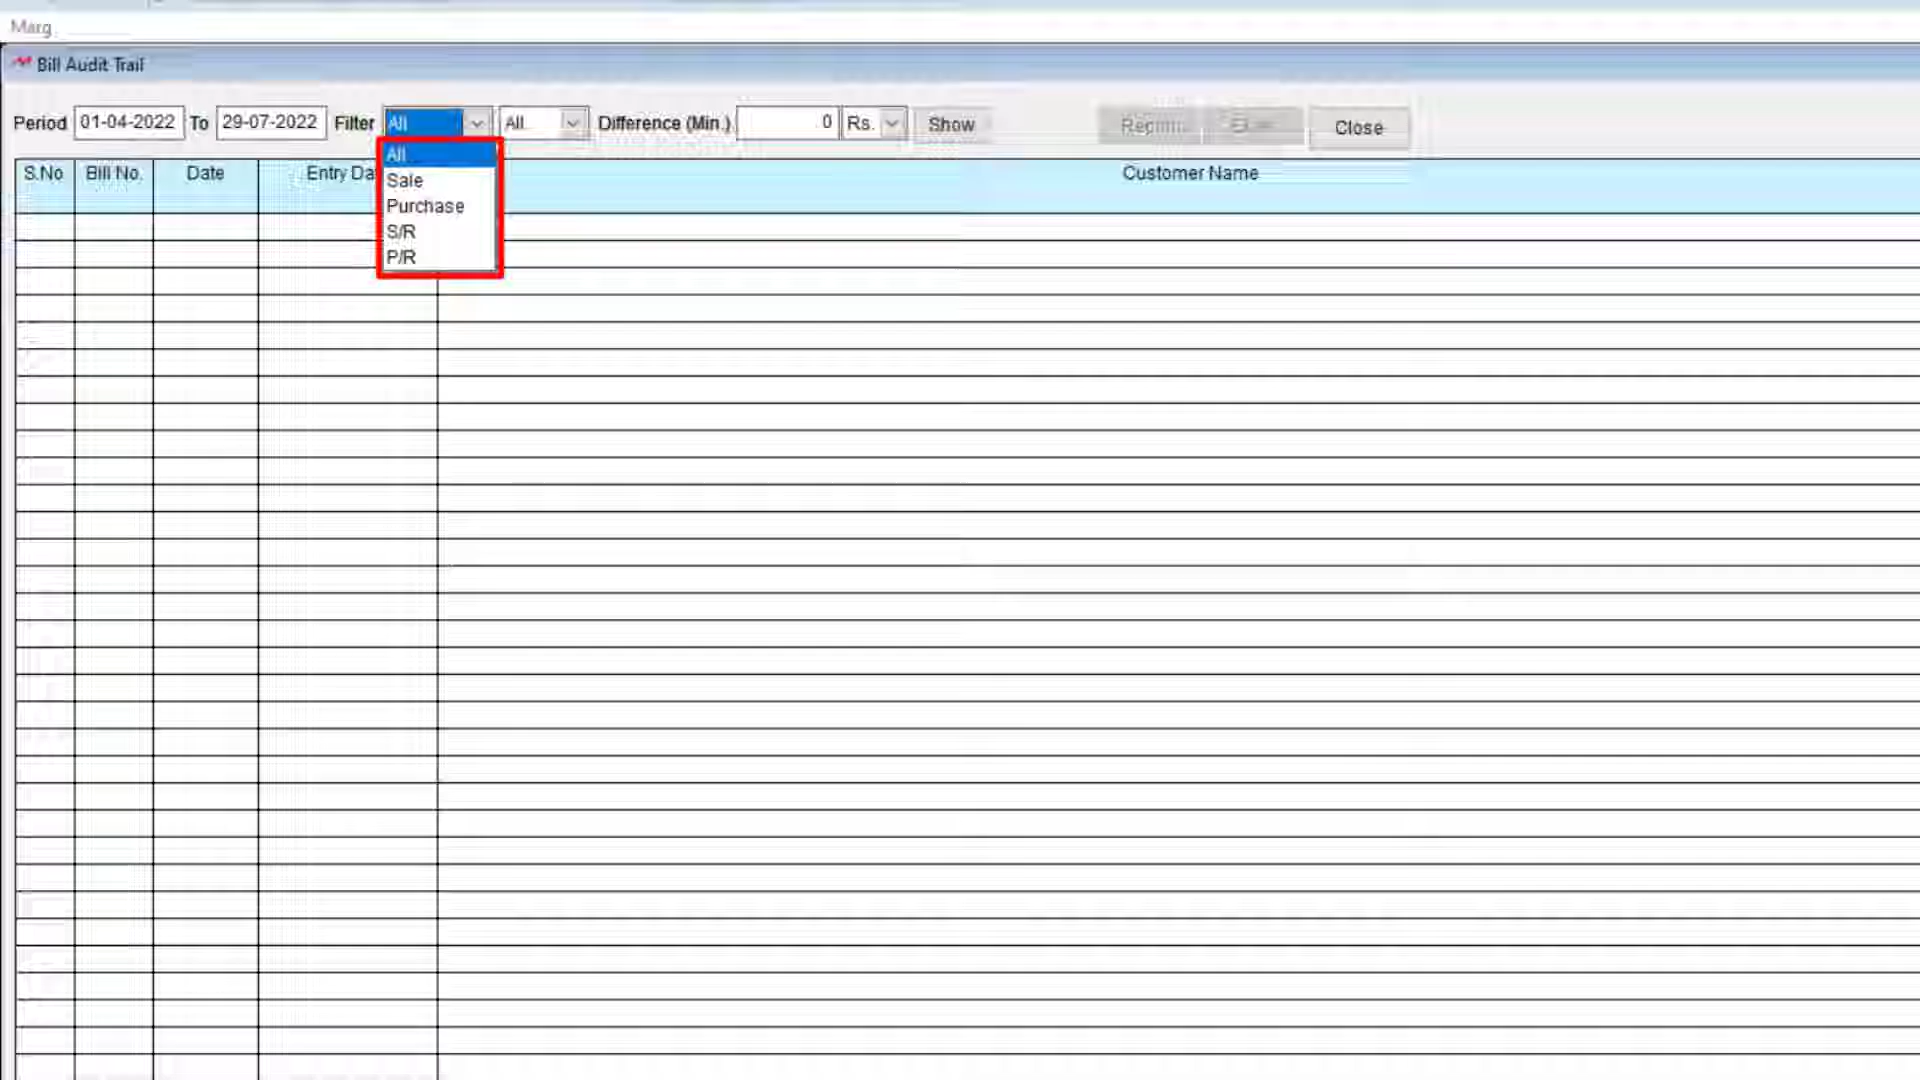 Marg
Bill Audit Trail
Period 01-04-2022 To 29-07-2022 Filter All All Difference (Min.) 0 Rs. Show Close
S.No Bill No. Date Entry Da Customer Name
All
Sale
Purchase
S/R
P/R